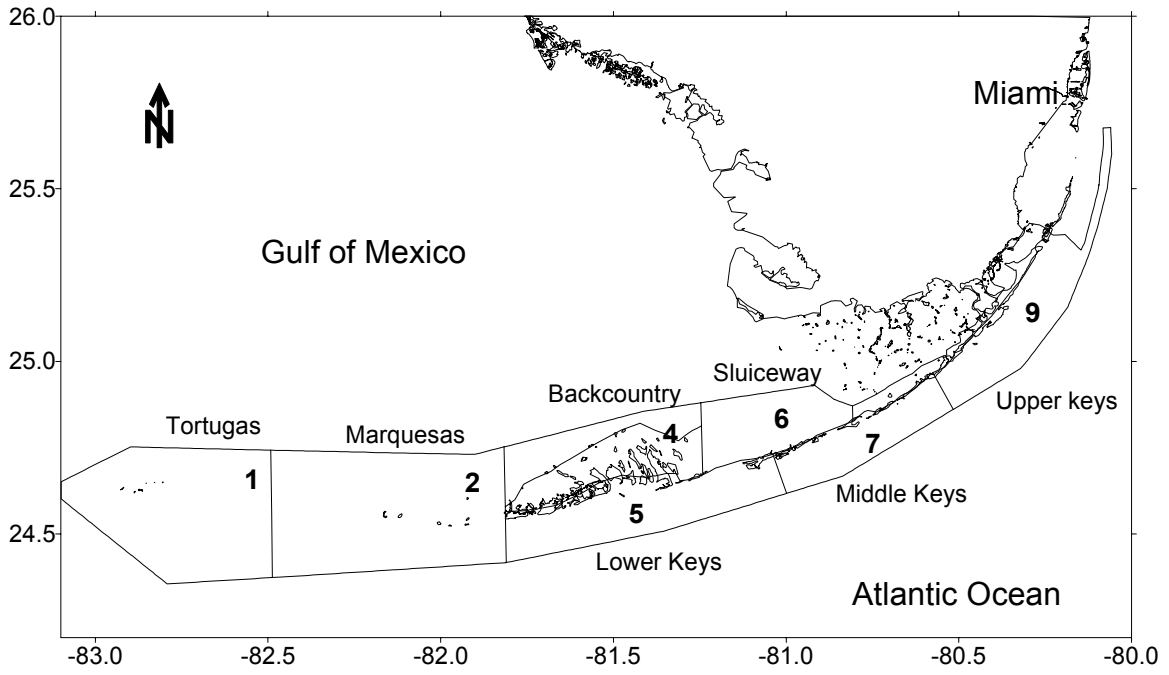 26.0
Miami
N
25.5
Gulf of Mexico
9
25.0
Sluiceway
Backcountry
Upper keys
6
Tortugas
4
Marquesas
7
1
2
Middle Keys
5
24.5
Lower Keys
Atlantic Ocean
-83.0 -82.5 -82.0 -81.5 -81.0 -80.5 -80.0